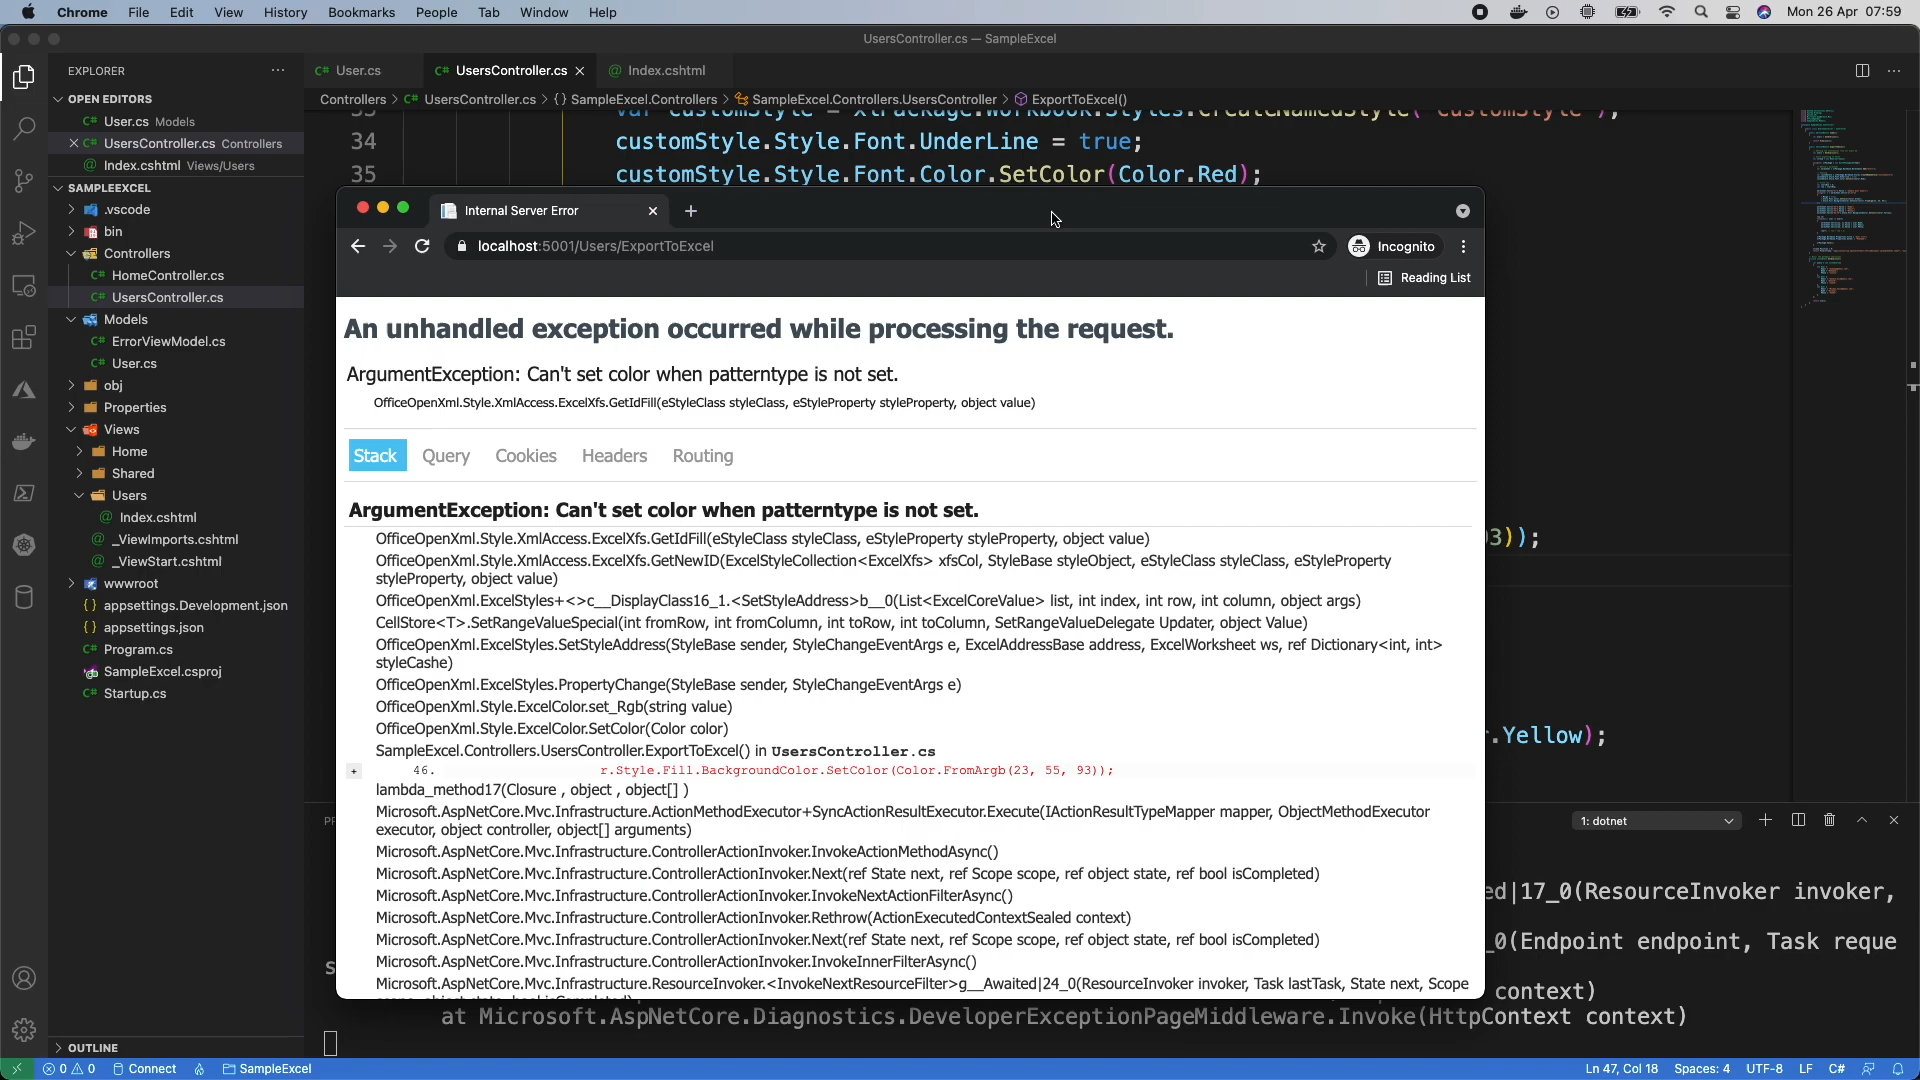 Chrome File Edit View History Bookmarks People Tab Window Help
Mon 26 Apr 07:59
UsersController.cs — SampleExcel
EXPLORER
OPEN EDITORS
User.cs Models
UsersController.cs Controllers
Index.cshtml Views/Users
SAMPLEEXCEL
.vscode
bin
Controllers
HomeController.cs
UsersController.cs
Models
ErrorViewModel.cs
User.cs
obj
Properties
Views
Home
Shared
Users
Index.cshtml
_ViewImports.cshtml
_ViewStart.cshtml
wwwroot
appsettings.Development.json
appsettings.json
Program.cs
SampleExcel.csproj
Startup.cs
OUTLINE
User.cs UsersController.cs Index.cshtml
Controllers > UsersController.cs > {} SampleExcel.Controllers > SampleExcel.Controllers.UsersController > ExportToExcel()
34 customStyle.Style.Font.UnderLine = true;
35 customStyle.Style.Font.Color.SetColor(Color.Red);
Internal Server Error
localhost:5001/Users/ExportToExcel
Incognito
Reading List
An unhandled exception occurred while processing the request.
ArgumentException: Can't set color when patterntype is not set.
OfficeOpenXml.Style.XmlAccess.ExcelXfs.GetIdFill(eStyleClass styleClass, eStyleProperty styleProperty, object value)
Stack Query Cookies Headers Routing
ArgumentException: Can't set color when patterntype is not set.
OfficeOpenXml.Style.XmlAccess.ExcelXfs.GetIdFill(eStyleClass styleClass, eStyleProperty styleProperty, object value)
OfficeOpenXml.Style.XmlAccess.ExcelXfs.GetNewID(ExcelStyleCollection<ExcelXfs> xfsCol, StyleBase styleObject, eStyleClass styleClass, eStyleProperty
styleProperty, object value)
OfficeOpenXml.ExcelStyles+<>c__DisplayClass16_1.<SetStyleAddress>b__0(List<ExcelCoreValue> list, int index, int row, int column, object args)
CellStore<T>.SetRangeValueSpecial(int fromRow, int fromColumn, int toRow, int toColumn, SetRangeValueDelegate Updater, object Value)
OfficeOpenXml.ExcelStyles.SetStyleAddress(StyleBase sender, StyleChangeEventArgs e, ExcelAddressBase address, ExcelWorksheet ws, ref Dictionary<int, int>
styleCashe)
OfficeOpenXml.ExcelStyles.PropertyChange(StyleBase sender, StyleChangeEventArgs e)
OfficeOpenXml.Style.ExcelColor.set_Rgb(string value)
OfficeOpenXml.Style.ExcelColor.SetColor(Color color)
SampleExcel.Controllers.UsersController.ExportToExcel() in UsersController.cs
+ 46. r.Style.Fill.BackgroundColor.SetColor(Color.FromArgb(23, 55, 93));
lambda_method17(Closure , object , object[] )
Microsoft.AspNetCore.Mvc.Infrastructure.ActionMethodExecutor+SyncActionResultExecutor.Execute(IActionResultTypeMapper mapper, ObjectMethodExecutor
executor, object controller, object[] arguments)
Microsoft.AspNetCore.Mvc.Infrastructure.ControllerActionInvoker.InvokeActionMethodAsync()
Microsoft.AspNetCore.Mvc.Infrastructure.ControllerActionInvoker.Next(ref State next, ref Scope scope, ref object state, ref bool isCompleted)
Microsoft.AspNetCore.Mvc.Infrastructure.ControllerActionInvoker.InvokeNextActionFilterAsync()
Microsoft.AspNetCore.Mvc.Infrastructure.ControllerActionInvoker.Rethrow(ActionExecutedContextSealed context)
Microsoft.AspNetCore.Mvc.Infrastructure.ControllerActionInvoker.Next(ref State next, ref Scope scope, ref object state, ref bool isCompleted)
Microsoft.AspNetCore.Mvc.Infrastructure.ControllerActionInvoker.InvokeInnerFilterAsync()
Microsoft.AspNetCore.Mvc.Infrastructure.ResourceInvoker.<InvokeNextResourceFilter>g__Awaited|24_0(ResourceInvoker invoker, Task lastTask, State next, Scope
3));
.Yellow);
1: dotnet
ed|17_0(ResourceInvoker invoker,
_0(Endpoint endpoint, Task reque
context)
at Microsoft.AspNetCore.Diagnostics.DeveloperExceptionPageMiddleware.Invoke(HttpContext context)
0 0 Connect SampleExcel
Ln 47, Col 18 Spaces: 4 UTF-8 LF C#